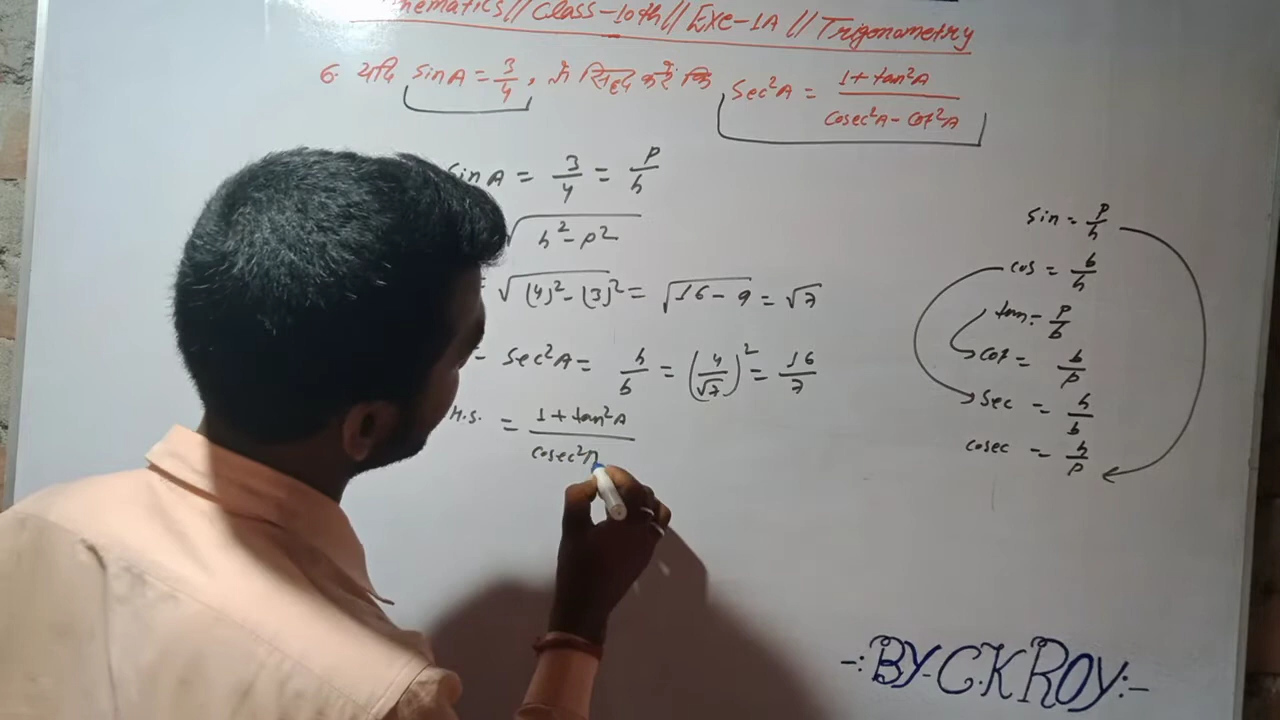 thematics // Class-10th // Exe-1A // Trigonometry
6. यदि sinA = 3/4, तो सिद्ध करें कि sec²A = (1 + tan²A)/(cosec²A - cot²A)
sinA = 3/4 = p/h
√(h² - p²)
= √((4)² - (3)²) = √(16 - 9) = √7
- sec²A = h/b = (4/√7)² = 16/7
H.S. = (1 + tan²A)/(cosec²A
sin = p/h
cos = b/h
tan = p/b
cot = b/p
sec = h/b
cosec = h/p
-: BY- C.K ROY:-